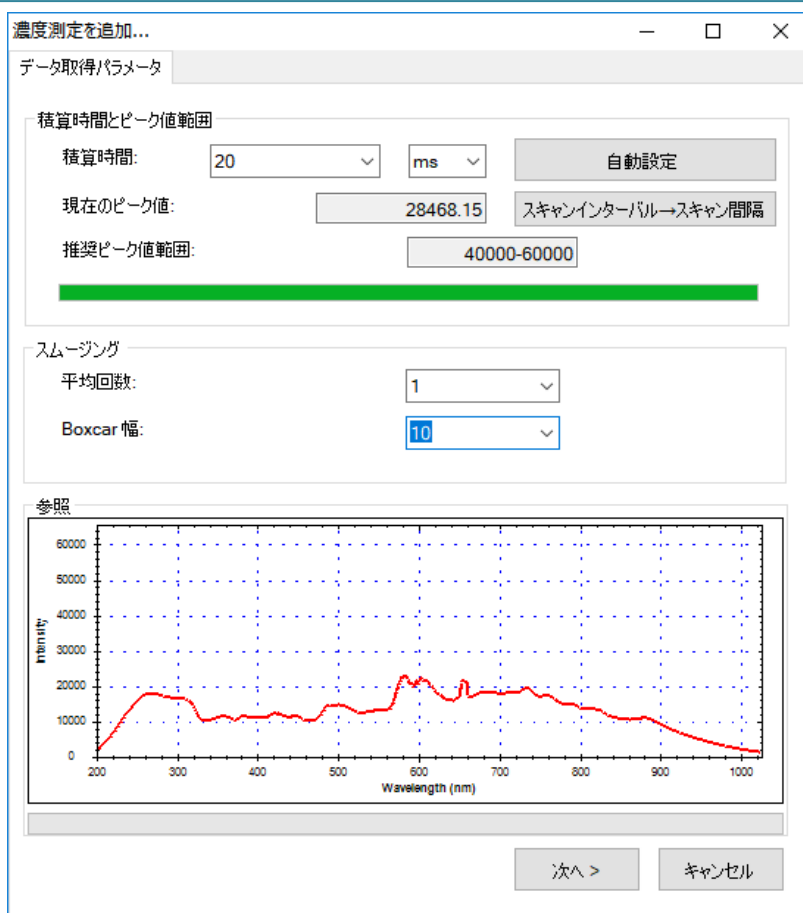 濃度測定を追加...
データ取得パラメータ
積算時間とピーク値範囲
積算時間: 20 ms 自動設定
現在のピーク値: 28468.15 スキャンインターバル→スキャン間隔
推奨ピーク値範囲: 40000-60000
スムージング
平均回数: 1
Boxcar 幅: 10
参照
60000
50000
40000
30000
20000
10000
0
Intensity
200 300 400 500 600 700 800 900 1000
Wavelength (nm)
次へ > キャンセル